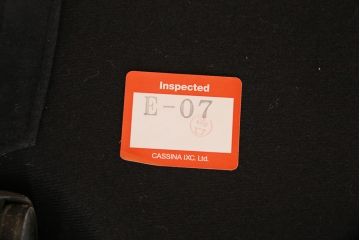 Inspected
E-07
CASSINA IXC. Ltd.